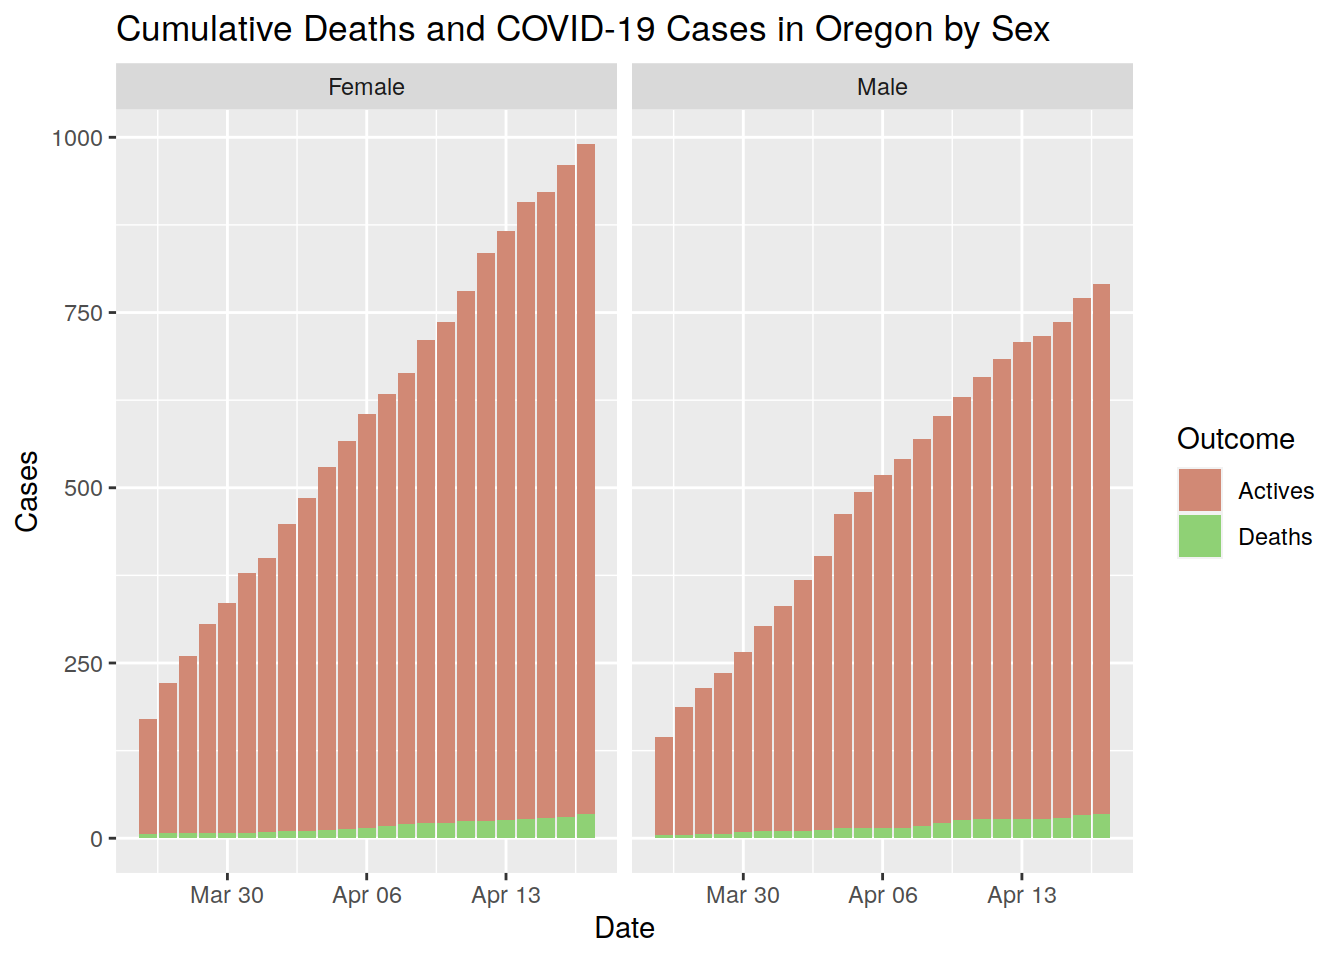 Cumulative Deaths and COVID-19 Cases in Oregon by Sex
Female
Male
1000
750
500
250
0
Cases
Mar 30
Apr 06
Apr 13
Mar 30
Apr 06
Apr 13
Date
Outcome
Actives
Deaths